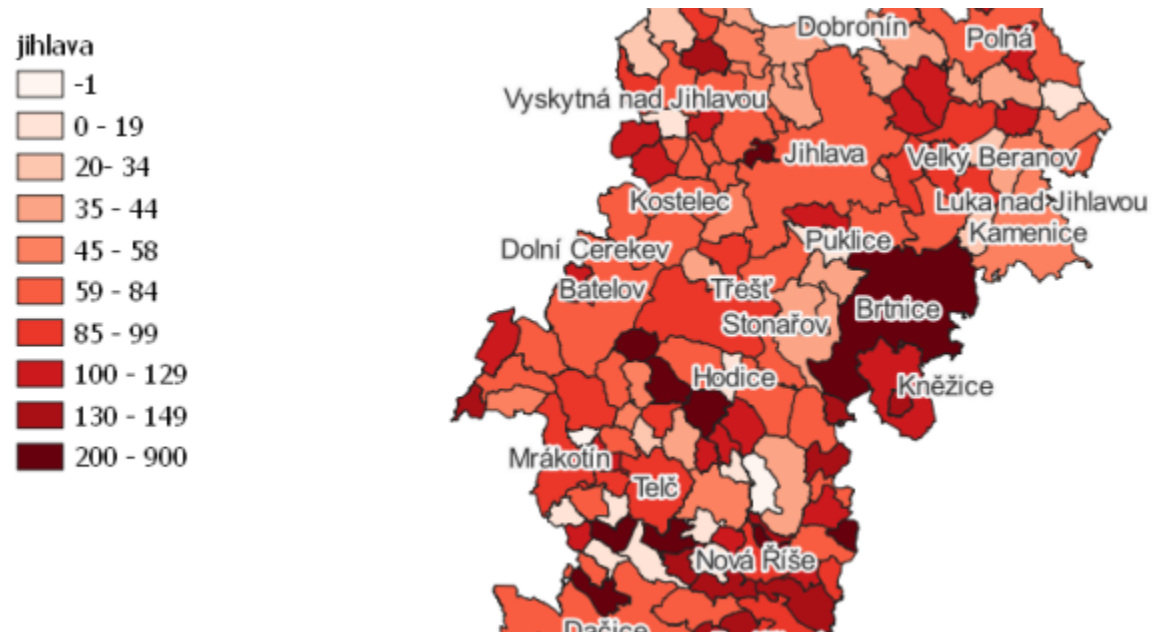 jihlava
-1
0 - 19
20- 34
35 - 44
45 - 58
59 - 84
85 - 99
100 - 129
130 - 149
200 - 900
Dobronín
Polná
Vyskytná nad Jihlavou
Jihlava
Velký Beranov
Kostelec
Luka nad Jihlavou
Puklice
Kamenice
Dolní Cerekev
Batelov
Třešť
Brtnice
Stonařov
Hodice
Kněžice
Mrákotín
Telč
Nová Říše
Dačice